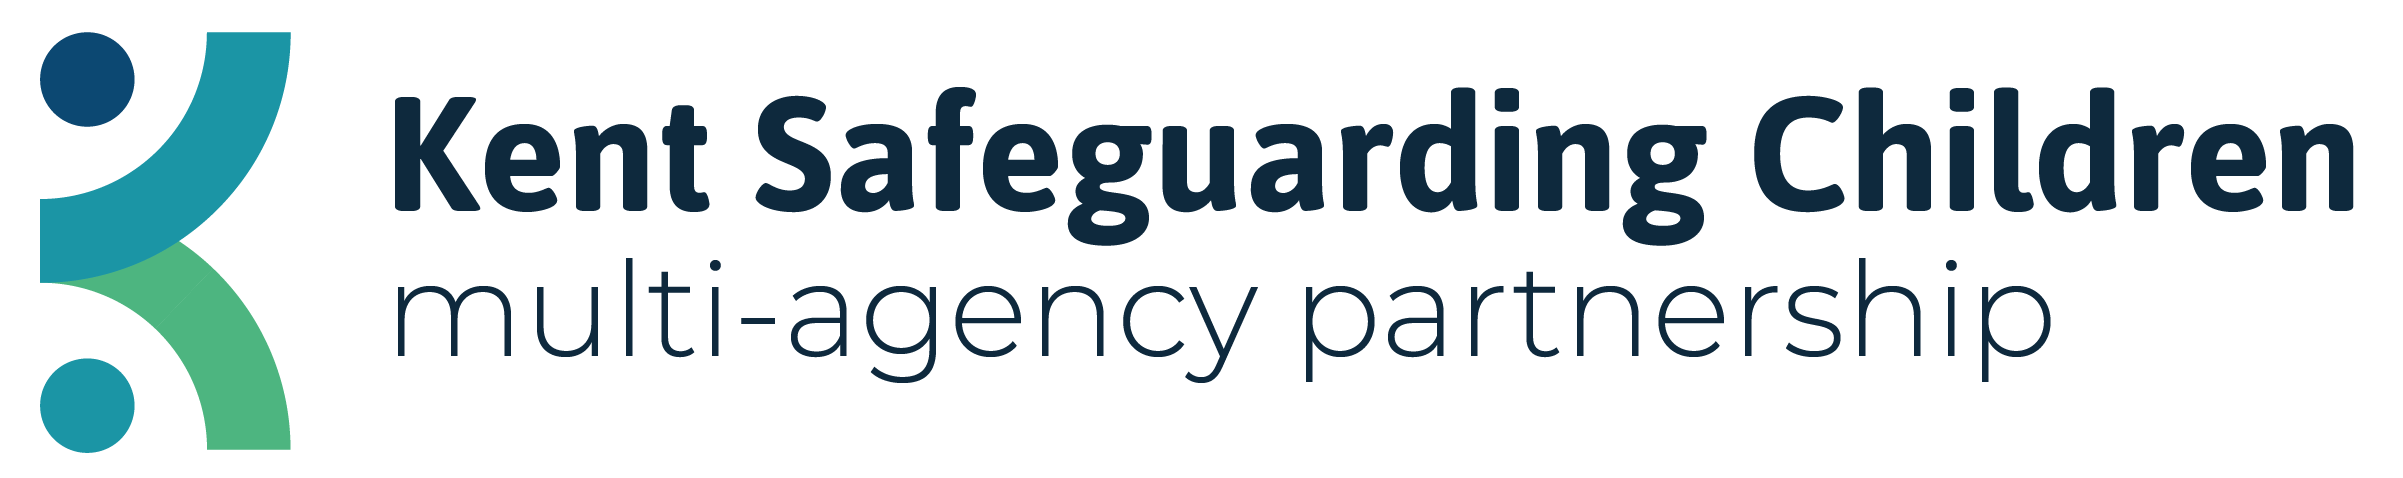 Kent Safeguarding Children
multi-agency partnership